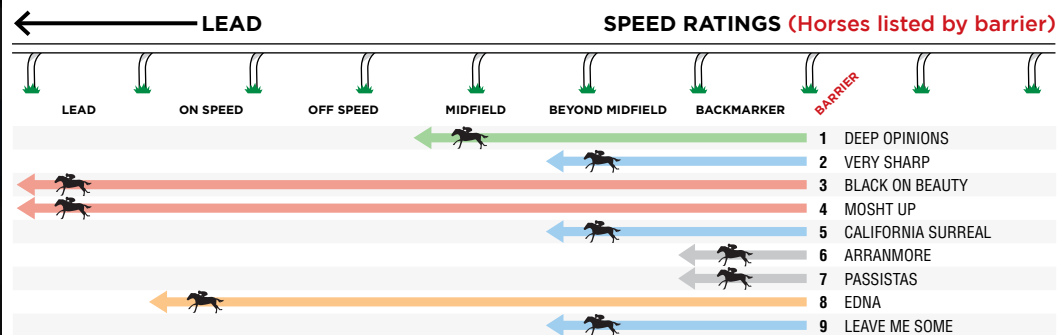 LEAD SPEED RATINGS (Horses listed by barrier)
LEAD ON SPEED OFF SPEED MIDFIELD BEYOND MIDFIELD BACKMARKER BARRIER
1 DEEP OPINIONS
2 VERY SHARP
3 BLACK ON BEAUTY
4 MOSHT UP
5 CALIFORNIA SURREAL
6 ARRANMORE
7 PASSISTAS
8 EDNA
9 LEAVE ME SOME